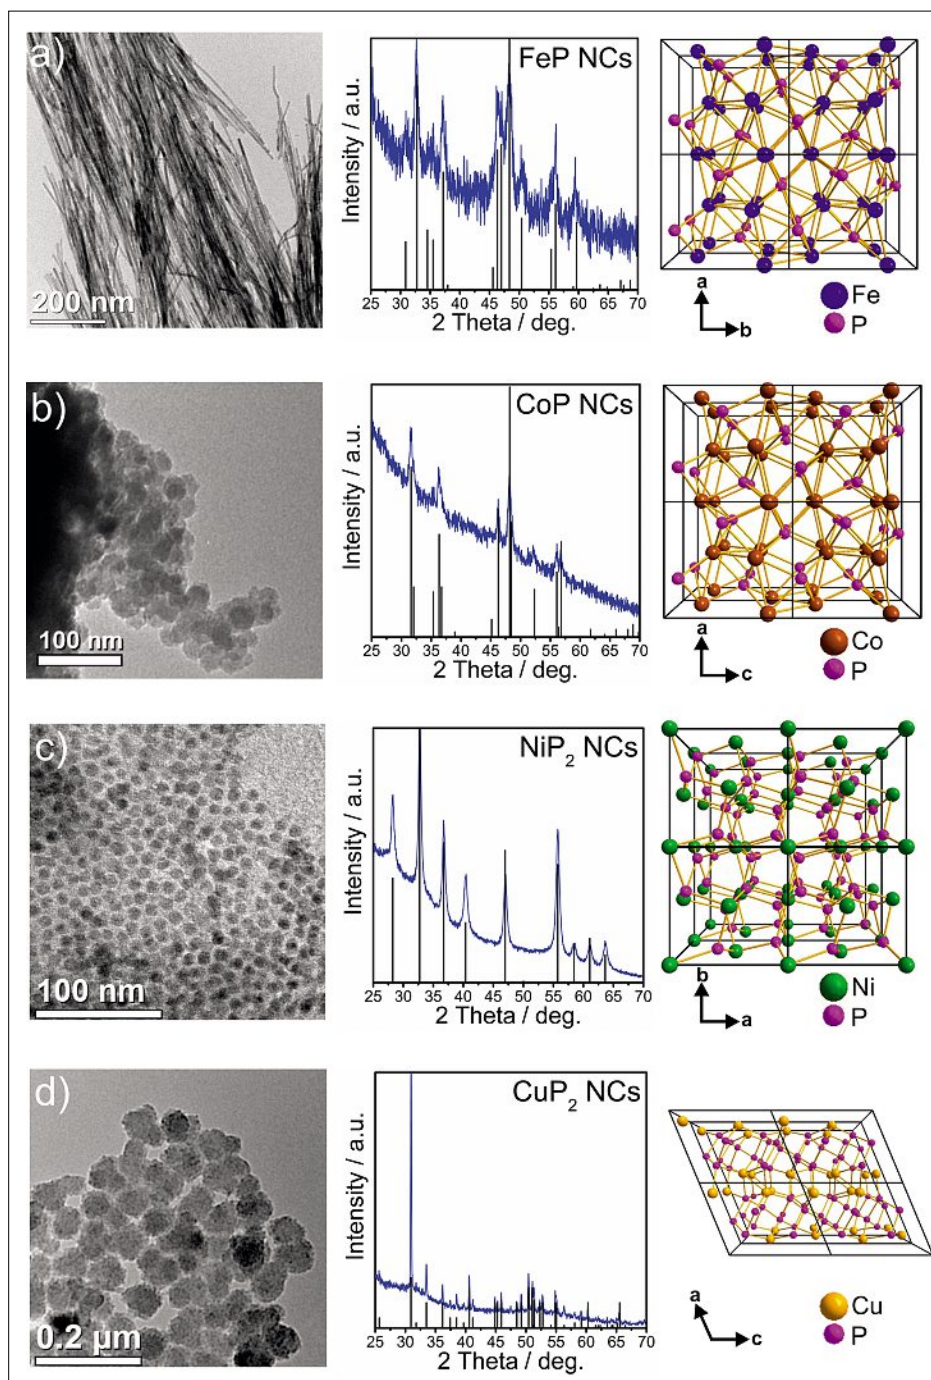 a)
200 nm
FeP NCs
Intensity / a.u.
25 30 35 40 45 50 55 60 65 70
2 Theta / deg.
a
b
Fe
P
b)
100 nm
CoP NCs
Intensity / a.u.
25 30 35 40 45 50 55 60 65 70
2 Theta / deg.
a
c
Co
P
c)
100 nm
NiP₂ NCs
Intensity / a.u.
25 30 35 40 45 50 55 60 65 70
2 Theta / deg.
b
a
Ni
P
d)
0.2 µm
CuP₂ NCs
Intensity / a.u.
25 30 35 40 45 50 55 60 65 70
2 Theta / deg.
a
c
Cu
P